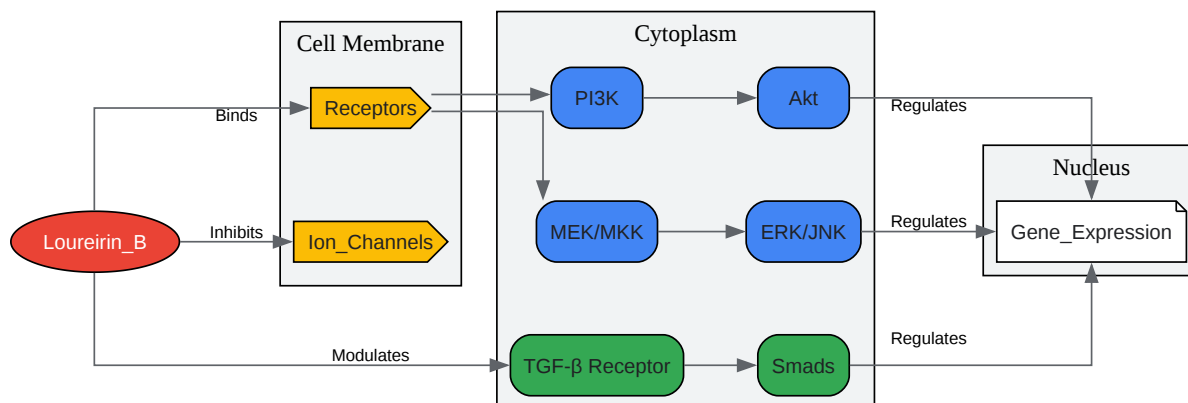 Cell Membrane
Cytoplasm
Nucleus
Receptors
PI3K
Akt
Binds
Regulates
Loureirin_B
Inhibits
Ion_Channels
MEK/MKK
ERK/JNK
Regulates
Gene_Expression
Modulates
TGF-β Receptor
Smads
Regulates